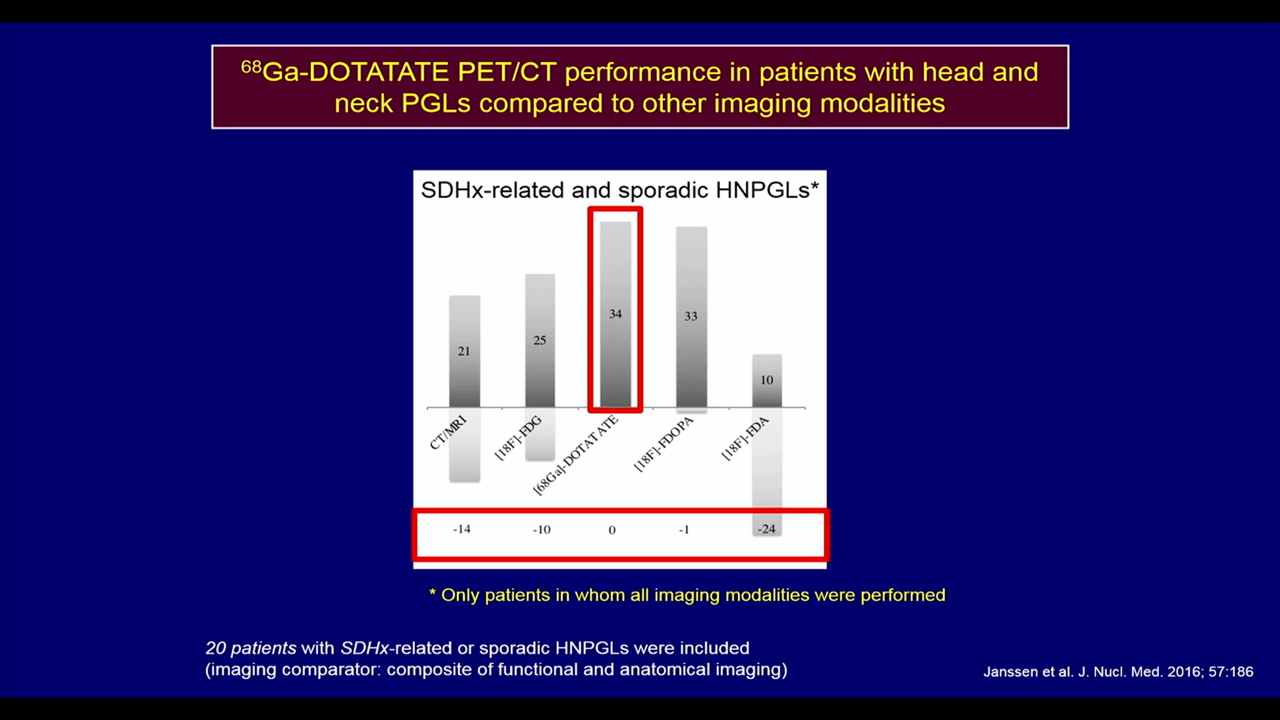 ⁶⁸Ga-DOTATATE PET/CT performance in patients with head and
neck PGLs compared to other imaging modalities
SDHx-related and sporadic HNPGLs*
21
25
34
33
10
CT/MRI
[18F]-FDG
[68Ga]-DOTATATE
[18F]-FDOPA
[18F]-FDA
-14
-10
0
-1
-24
* Only patients in whom all imaging modalities were performed
20 patients with SDHx-related or sporadic HNPGLs were included
(imaging comparator: composite of functional and anatomical imaging)
Janssen et al. J. Nucl. Med. 2016; 57:186